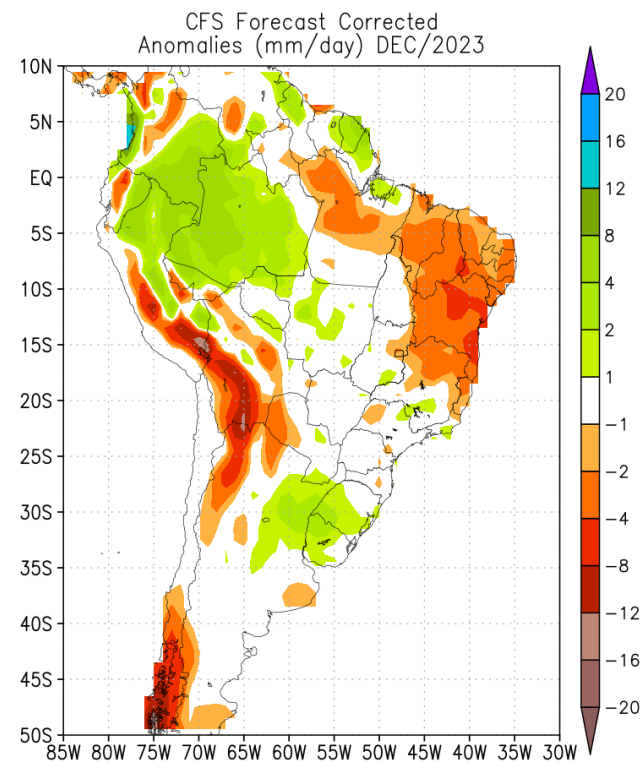 CFS Forecast Corrected
Anomalies (mm/day) DEC/2023
10N
5N
EQ
5S
10S
15S
20S
25S
30S
35S
40S
45S
50S
85W 80W 75W 70W 65W 60W 55W 50W 45W 40W 35W 30W
20
16
12
8
4
2
1
-1
-2
-4
-8
-12
-16
-20